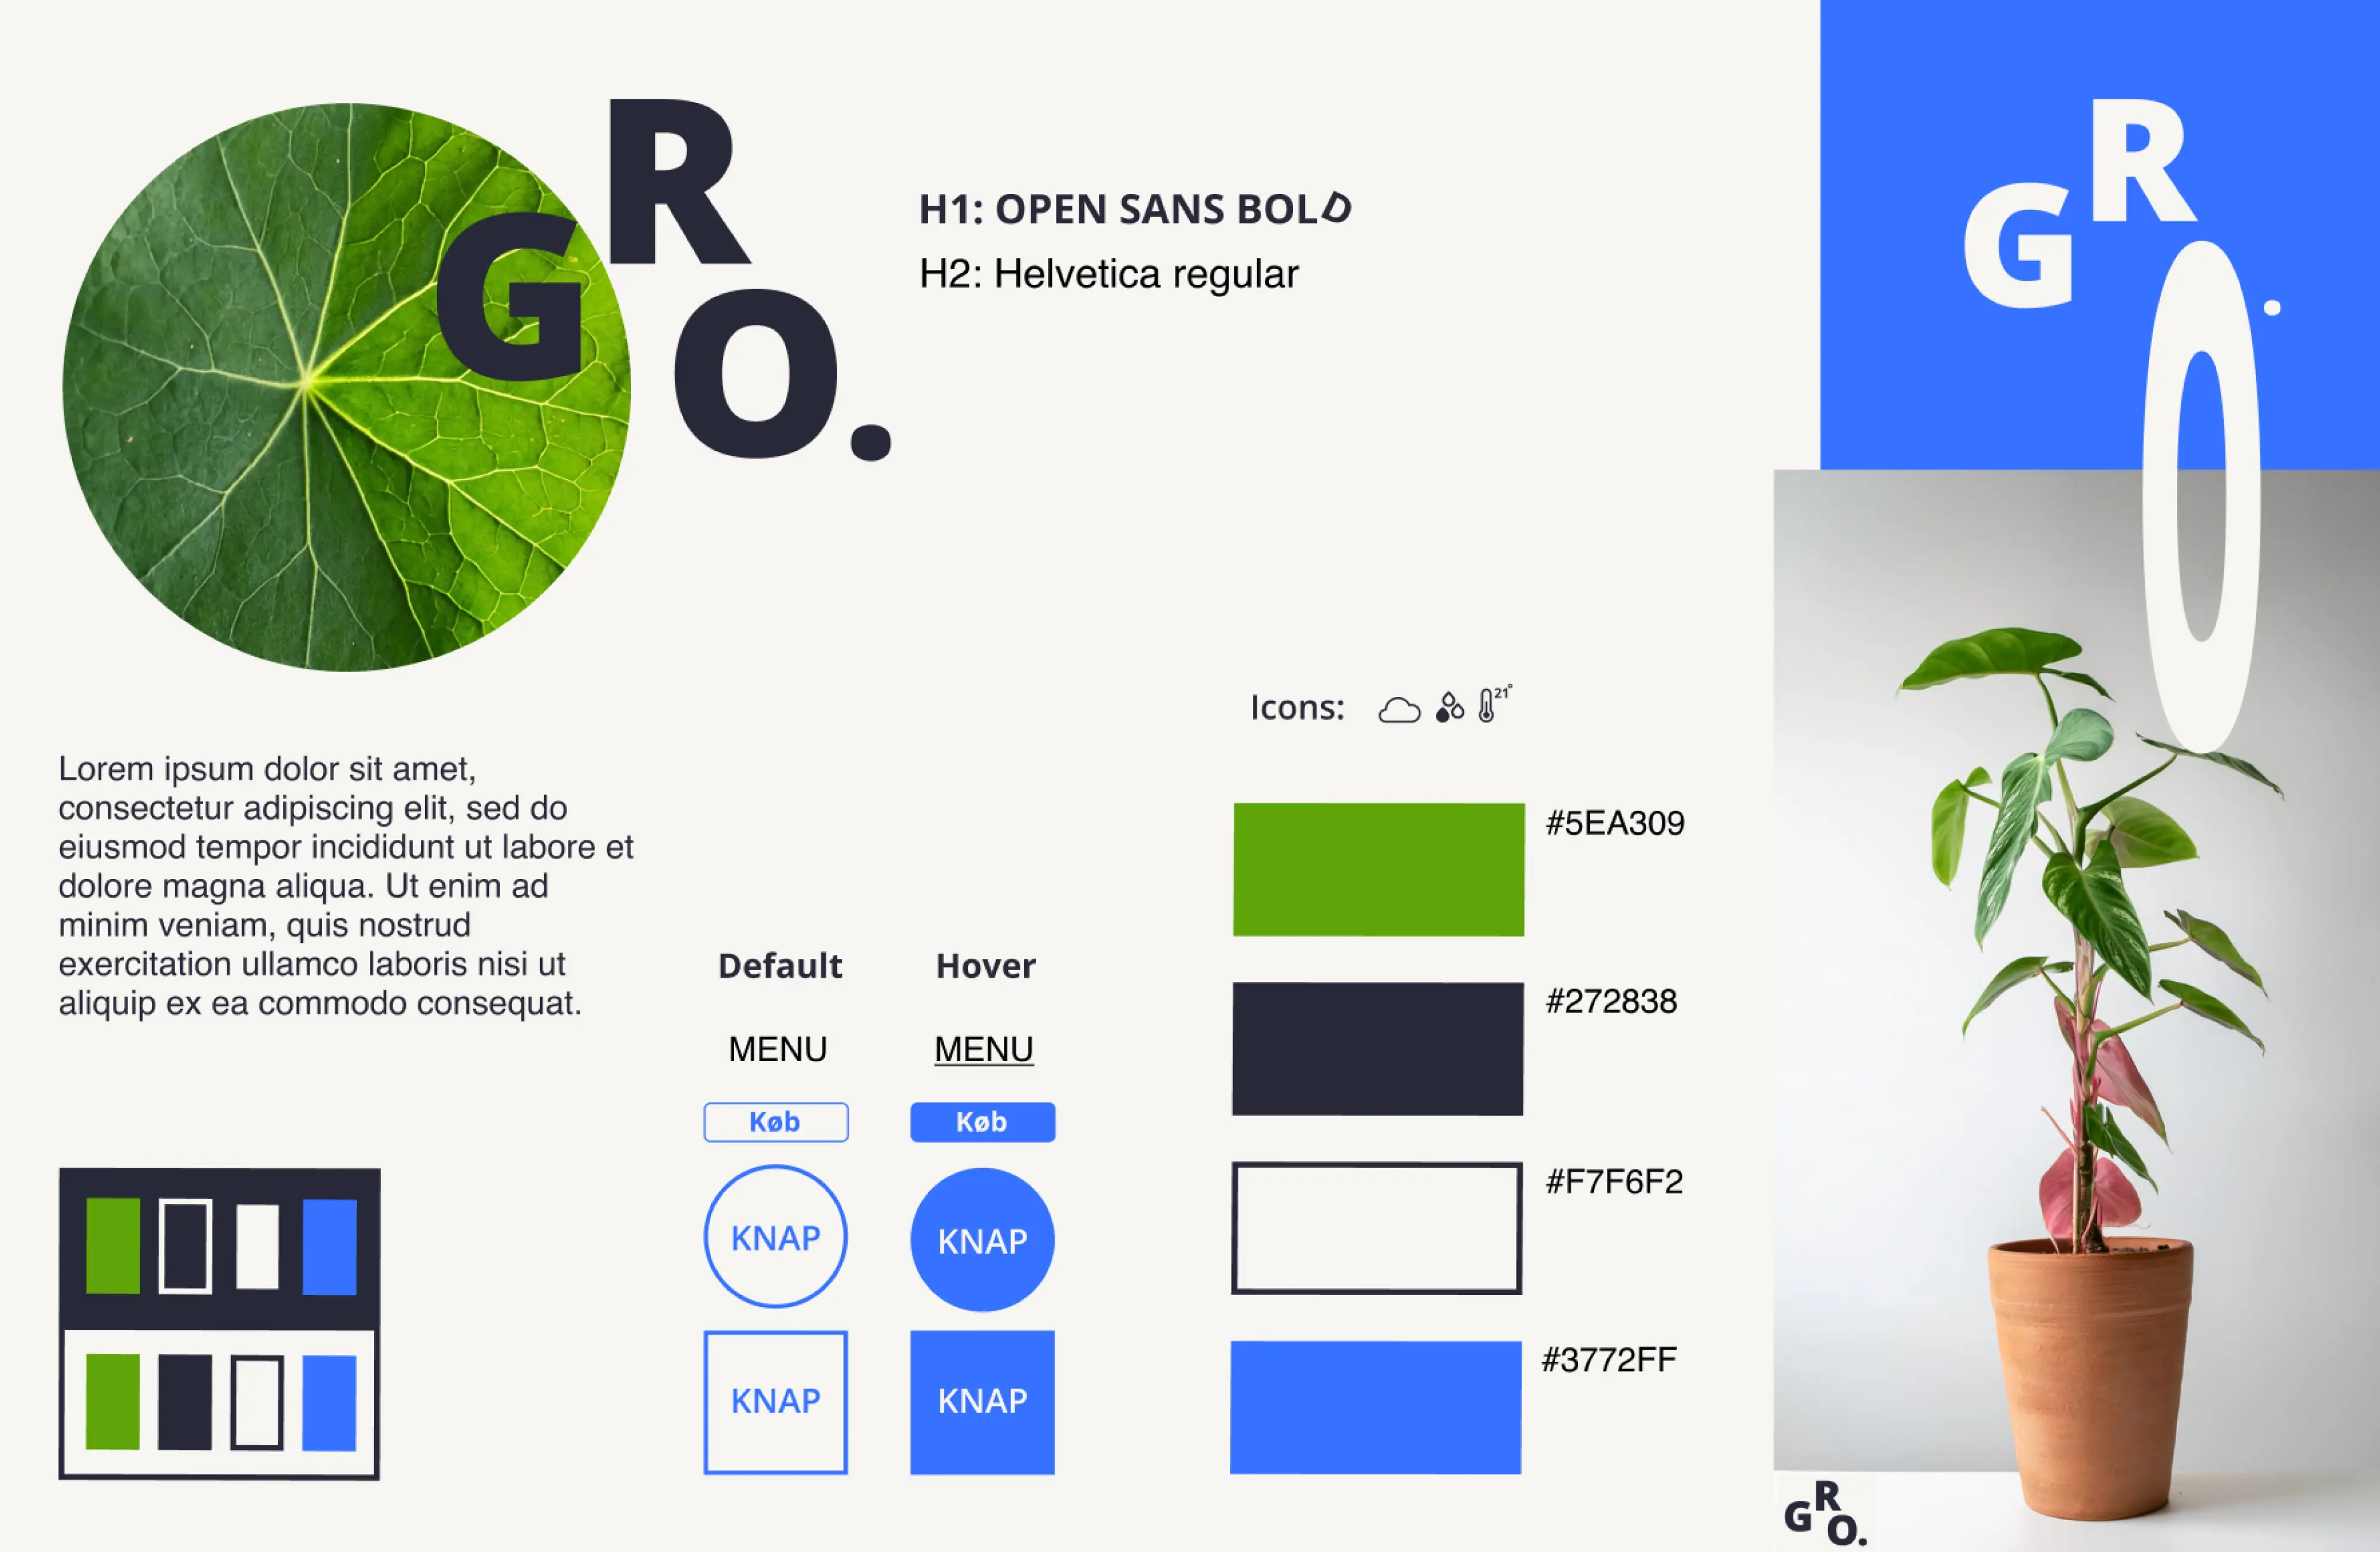 GRO.
H1: OPEN SANS BOLD
H2: Helvetica regular
GRO.
Icons:
21°
Lorem ipsum dolor sit amet,
consectetur adipiscing elit, sed do
eiusmod tempor incididunt ut labore et
dolore magna aliqua. Ut enim ad
minim veniam, quis nostrud
exercitation ullamco laboris nisi ut
aliquip ex ea commodo consequat.
Default
Hover
MENU
MENU
Køb
Køb
KNAP
KNAP
KNAP
KNAP
#5EA309
#272838
#F7F6F2
#3772FF
GRO.